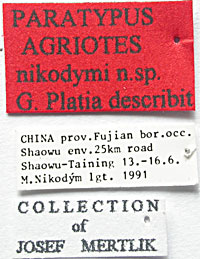 PARATYPUS
AGRIOTES
nikodymi n.sp.
G. Platia describit
CHINA prov.Fujian bor.occ.
Shaowu env.25km road
Shaowu-Taining 13.-16.6.
M.Nikodým lgt. 1991
COLLECTION
of
JOSEF MERTLIK